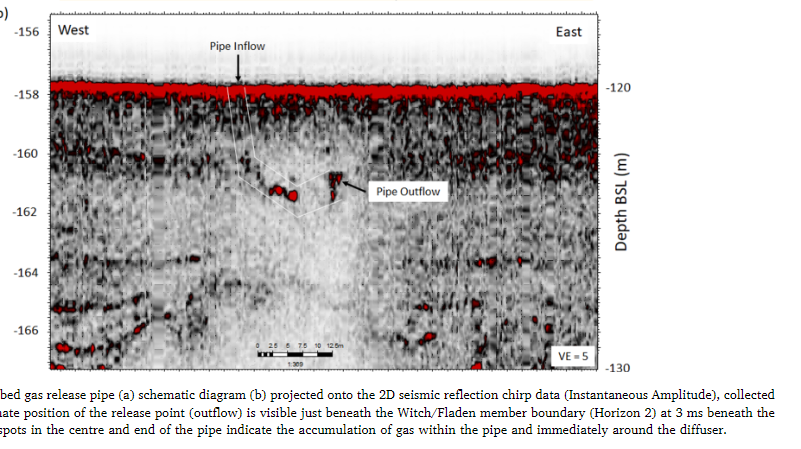 )
-156
West
East
Pipe Inflow
-158
-120
-160
Pipe Outflow
-162
Depth BSL (m)
-164
-166
0 2.5 5 7.5 10 12.5m
VE = 5
-130
bed gas release pipe (a) schematic diagram (b) projected onto the 2D seismic reflection chirp data (Instantaneous Amplitude), collected
nate position of the release point (outflow) is visible just beneath the Witch/Fladen member boundary (Horizon 2) at 3 ms beneath the
spots in the centre and end of the pipe indicate the accumulation of gas within the pipe and immediately around the diffuser.